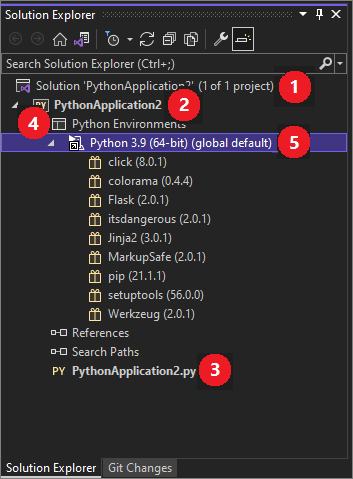 Solution Explorer
Search Solution Explorer (Ctrl+;)
Solution 'PythonApplication2' (1 of 1 project) 1
PY PythonApplication2 2
4 Python Environments
Python 3.9 (64-bit) (global default) 5
click (8.0.1)
colorama (0.4.4)
Flask (2.0.1)
itsdangerous (2.0.1)
Jinja2 (3.0.1)
MarkupSafe (2.0.1)
pip (21.1.1)
setuptools (56.0.0)
Werkzeug (2.0.1)
References
Search Paths
PY PythonApplication2.py 3
Solution Explorer Git Changes